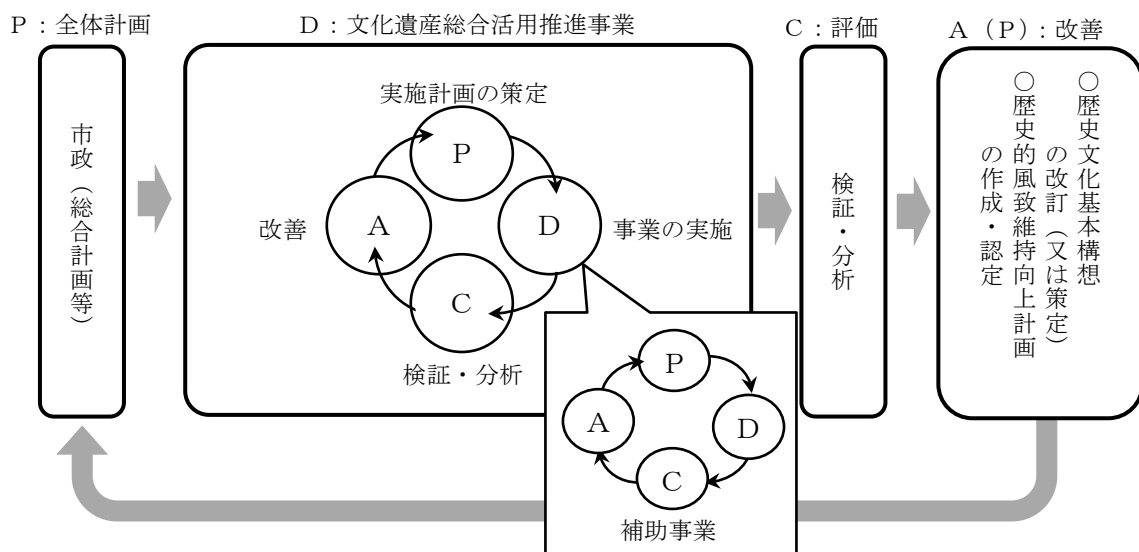 Ｐ：全体計画
市政（総合計画等）
Ｄ：文化遺産総合活用推進事業
実施計画の策定
Ｐ
改善
Ａ
Ｄ
事業の実施
Ｃ
検証・分析
Ｐ
Ａ
Ｄ
Ｃ
補助事業
Ｃ：評価
検証・分析
Ａ（Ｐ）：改善
○歴史文化基本構想
の改訂（又は策定）
○歴史的風致維持向上計画
の作成・認定